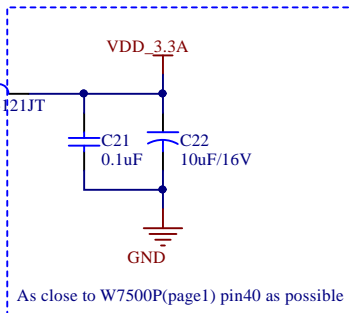 VDD_3.3A
121JT
C21
0.1uF
C22
10uF/16V
GND
As close to W7500P(page1) pin40 as possible